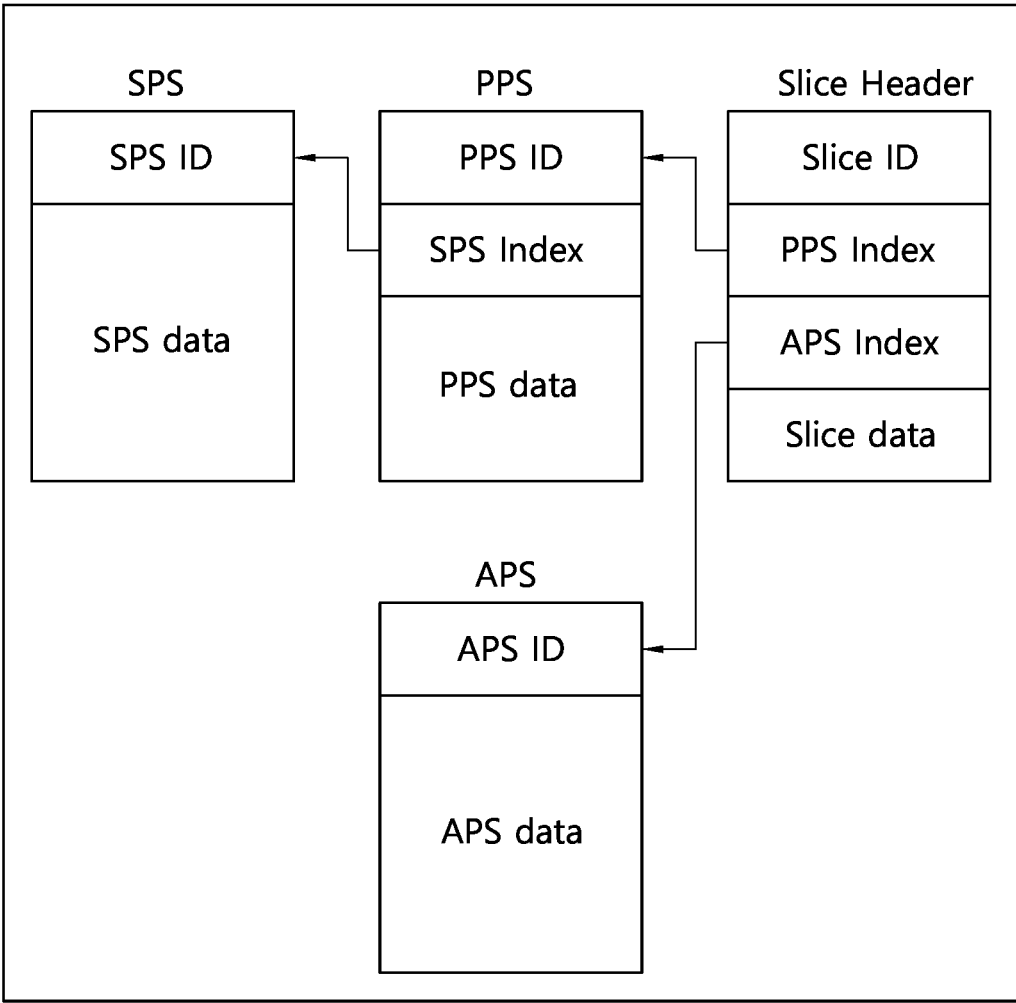 SPS
SPS ID
SPS data
PPS
PPS ID
SPS Index
PPS data
Slice Header
Slice ID
PPS Index
APS Index
Slice data
APS
APS ID
APS data